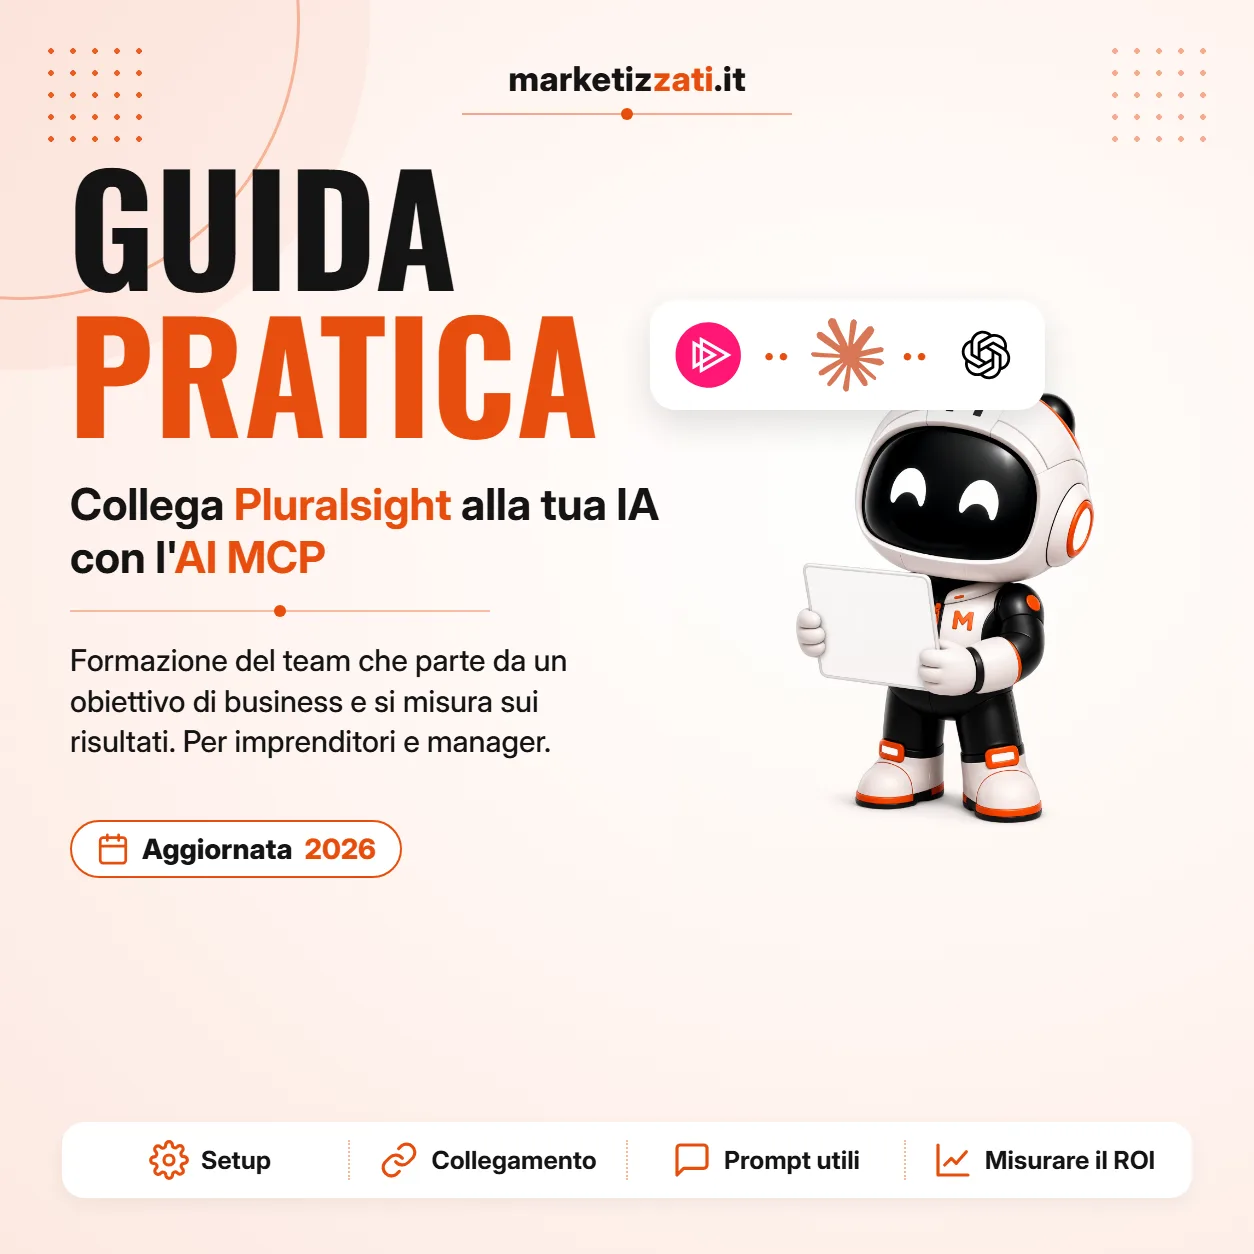 marketizzati.it
GUIDA
PRATICA
Collega Pluralsight alla tua IA
con l'AI MCP
Formazione del team che parte da un
obiettivo di business e si misura sui
risultati. Per imprenditori e manager.
M
Aggiornata 2026
Setup
Collegamento
Prompt utili
Misurare il ROI